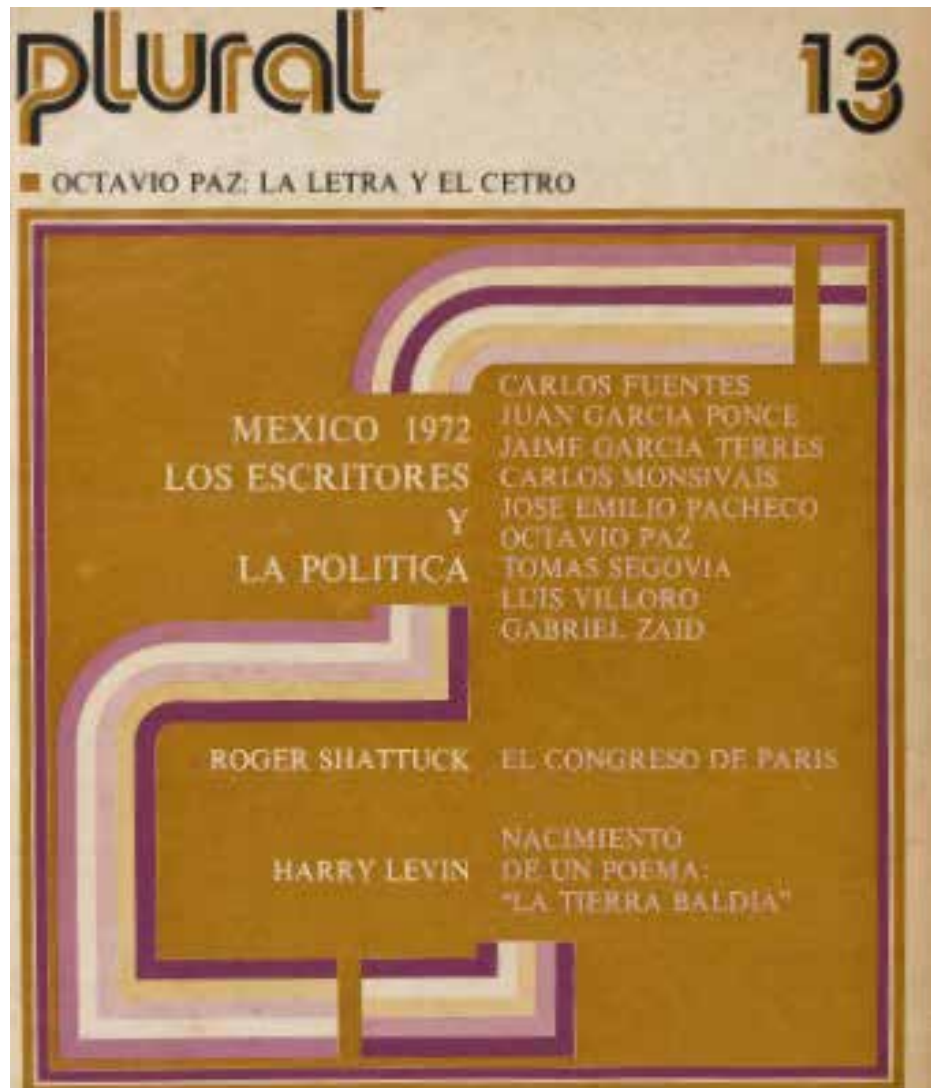 plural
13
OCTAVIO PAZ: LA LETRA Y EL CETRO
MEXICO 1972
LOS ESCRITORES
Y
LA POLITICA
CARLOS FUENTES
JUAN GARCIA PONCE
JAIME GARCIA TERRES
CARLOS MONSIVAIS
JOSE EMILIO PACHECO
OCTAVIO PAZ
TOMAS SEGOVIA
LUIS VILLORO
GABRIEL ZAID
ROGER SHATTUCK EL CONGRESO DE PARIS
HARRY LEVIN
NACIMIENTO
DE UN POEMA:
"LA TIERRA BALDIA"